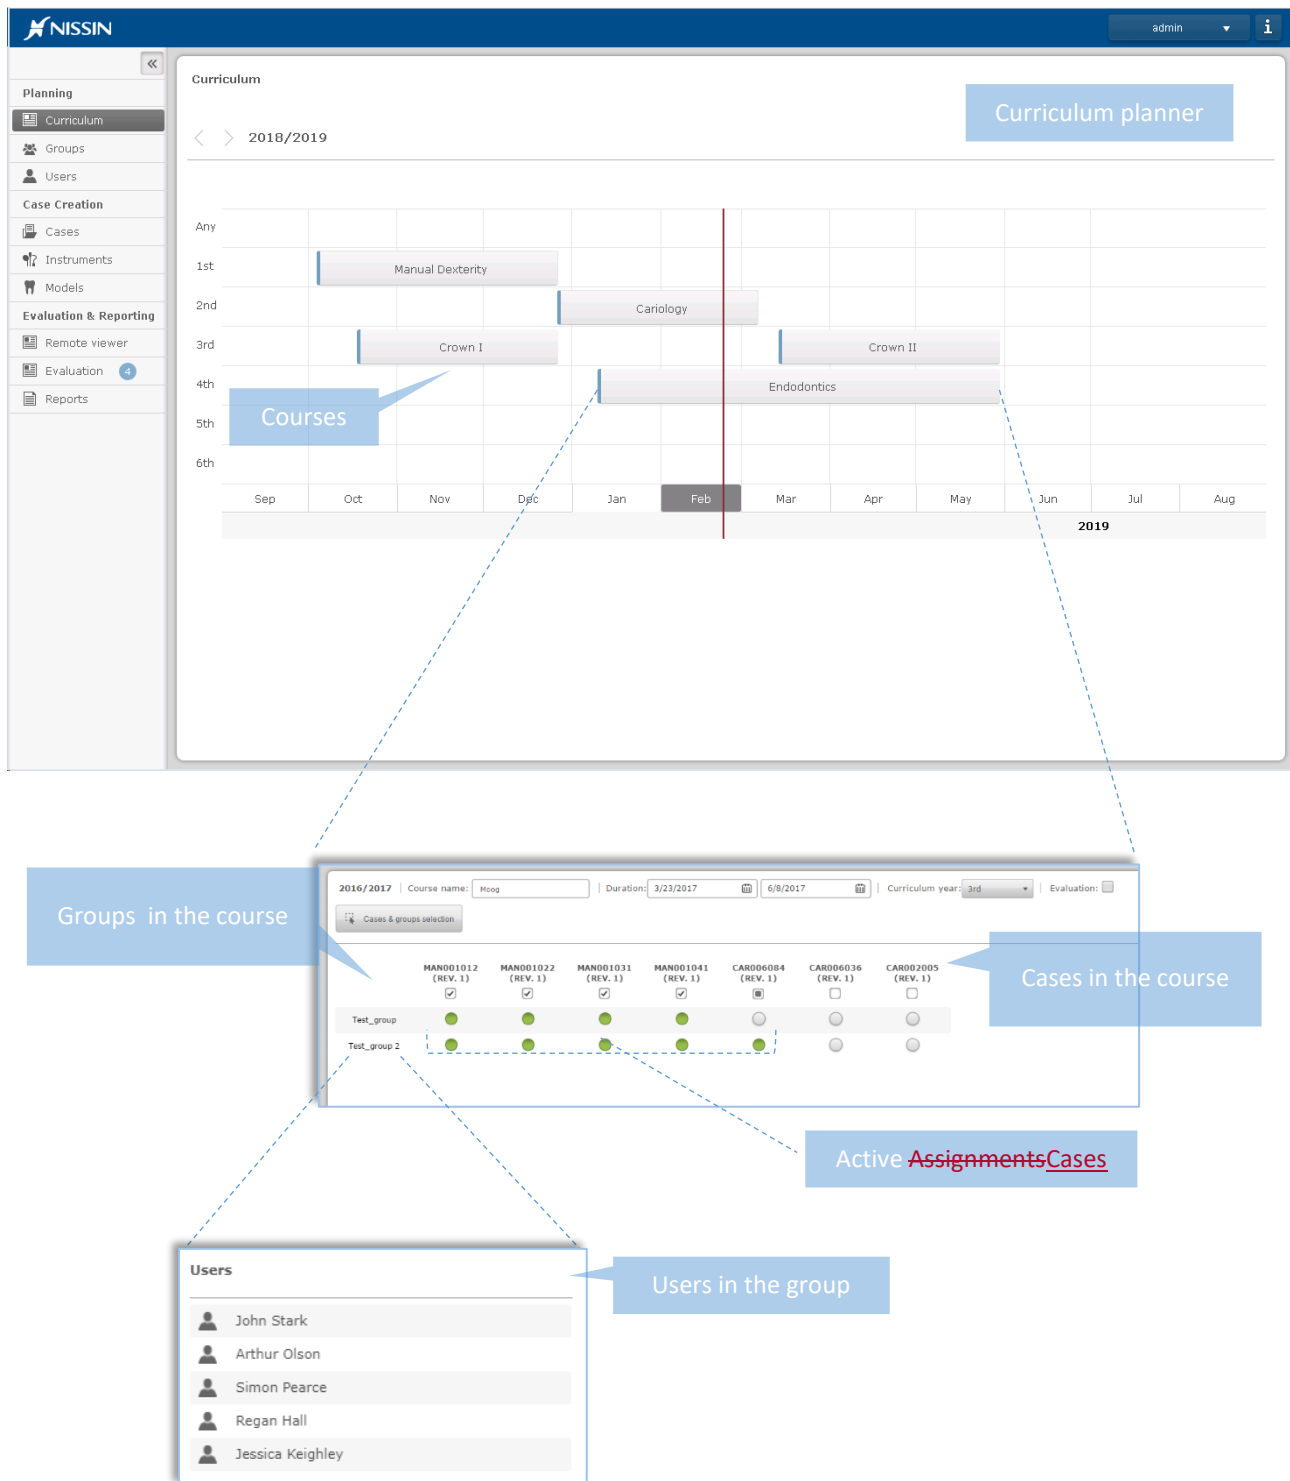 NISSIN
admin
i
Planning
Curriculum
Groups
Users
Case Creation
Cases
Instruments
Models
Evaluation & Reporting
Remote viewer
Evaluation 4
Reports
Curriculum
Curriculum planner
2018/2019
Any
1st
Manual Dexterity
2nd
Cariology
3rd
Crown I
Crown II
4th
Endodontics
Courses
5th
6th
Sep Oct Nov Dec Jan Feb Mar Apr May Jun Jul Aug
2019
Groups in the course
2016/2017 | Course name: Moog | Duration: 3/23/2017 6/8/2017 | Curriculum year: 3rd | Evaluation:
Cases & groups selection
MAN001012 MAN001022 MAN001031 MAN001041 CAR006084 CAR006036 CAR002005
(REV. 1) (REV. 1) (REV. 1) (REV. 1) (REV. 1) (REV. 1) (REV. 1)
Cases in the course
Test_group
Test_group 2
Active AssignmentsCases
Users
Users in the group
John Stark
Arthur Olson
Simon Pearce
Regan Hall
Jessica Keighley